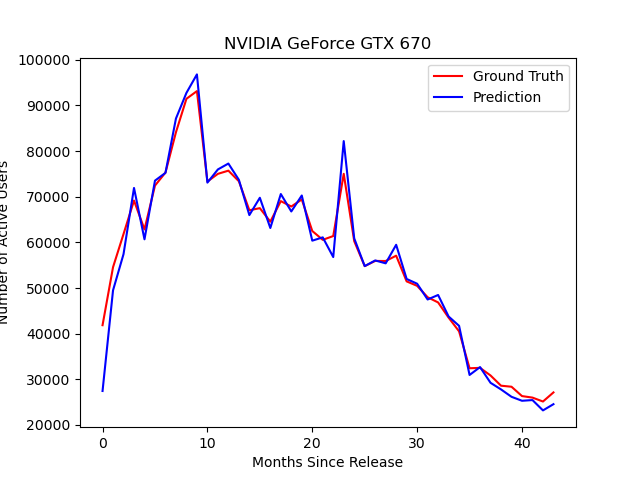 NVIDIA GeForce GTX 670
100000
90000
80000
70000
60000
50000
40000
30000
20000
Number of Active Users
Ground Truth
Prediction
0
10
20
30
40
Months Since Release